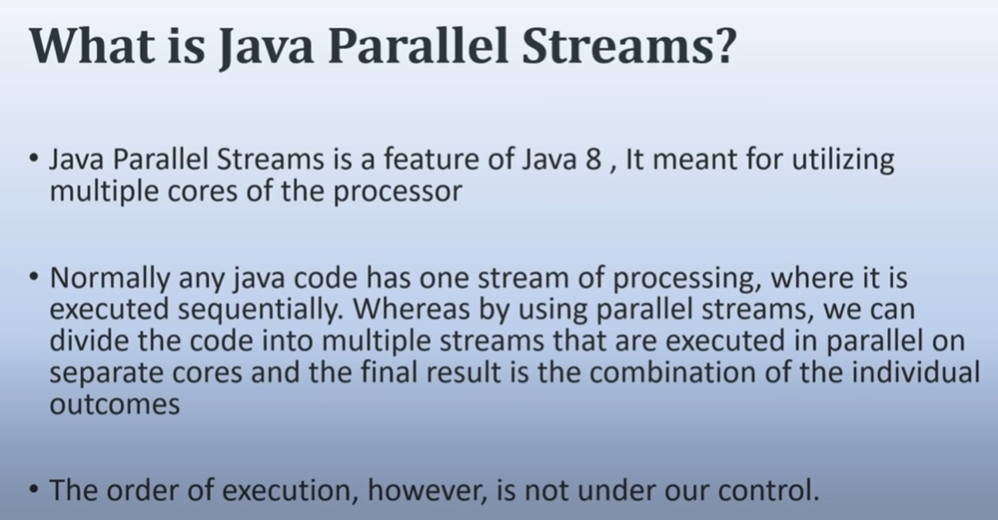 What is Java Parallel Streams?
• Java Parallel Streams is a feature of Java 8 , It meant for utilizing
multiple cores of the processor
• Normally any java code has one stream of processing, where it is
executed sequentially. Whereas by using parallel streams, we can
divide the code into multiple streams that are executed in parallel on
separate cores and the final result is the combination of the individual
outcomes
• The order of execution, however, is not under our control.